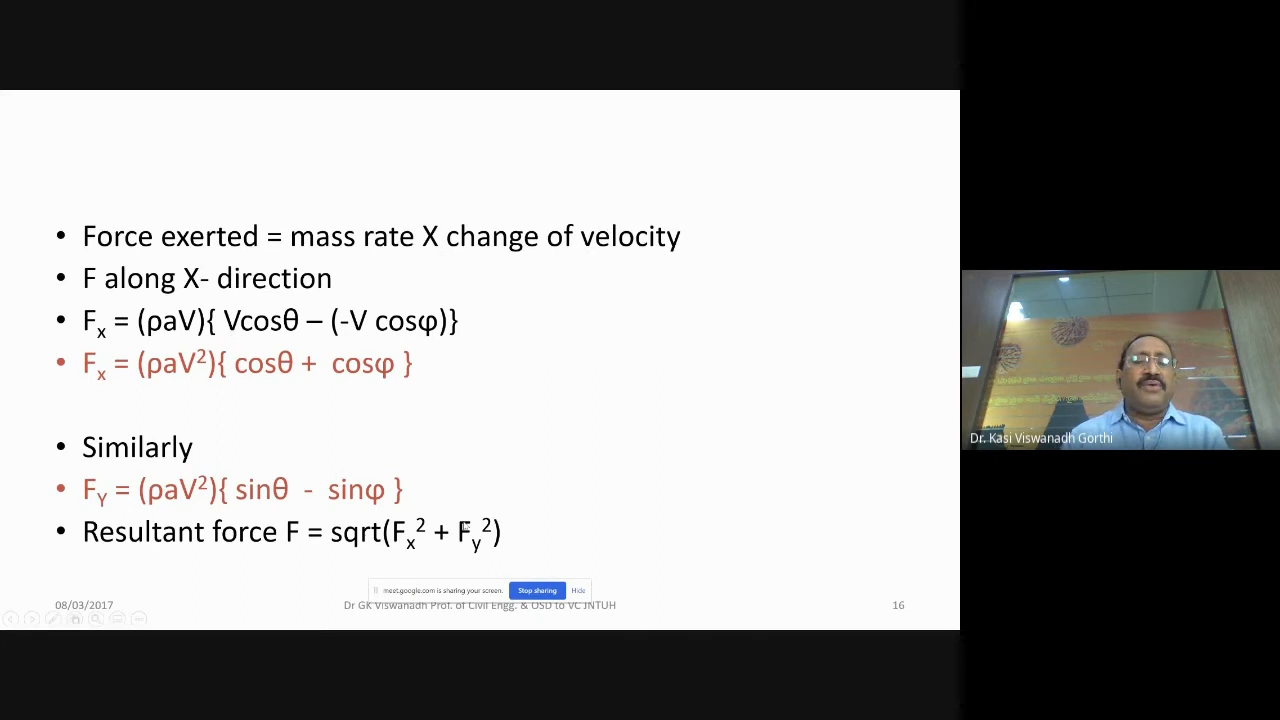 • Force exerted = mass rate X change of velocity
• F along X- direction
• Fₓ = (ρaV){ Vcosθ – (-V cosφ)}
• Fₓ = (ρaV²){ cosθ + cosφ }
• Similarly
• F_Y = (ρaV²){ sinθ - sinφ }
• Resultant force F = sqrt(Fₓ² + F_y²)
meet.google.com is sharing your screen. Stop sharing Hide
08/03/2017 Dr GK Viswanadh Prof. of Civil Engg. & OSD to VC JNTUH 16
Dr. Kasi Viswanadh Gorthi